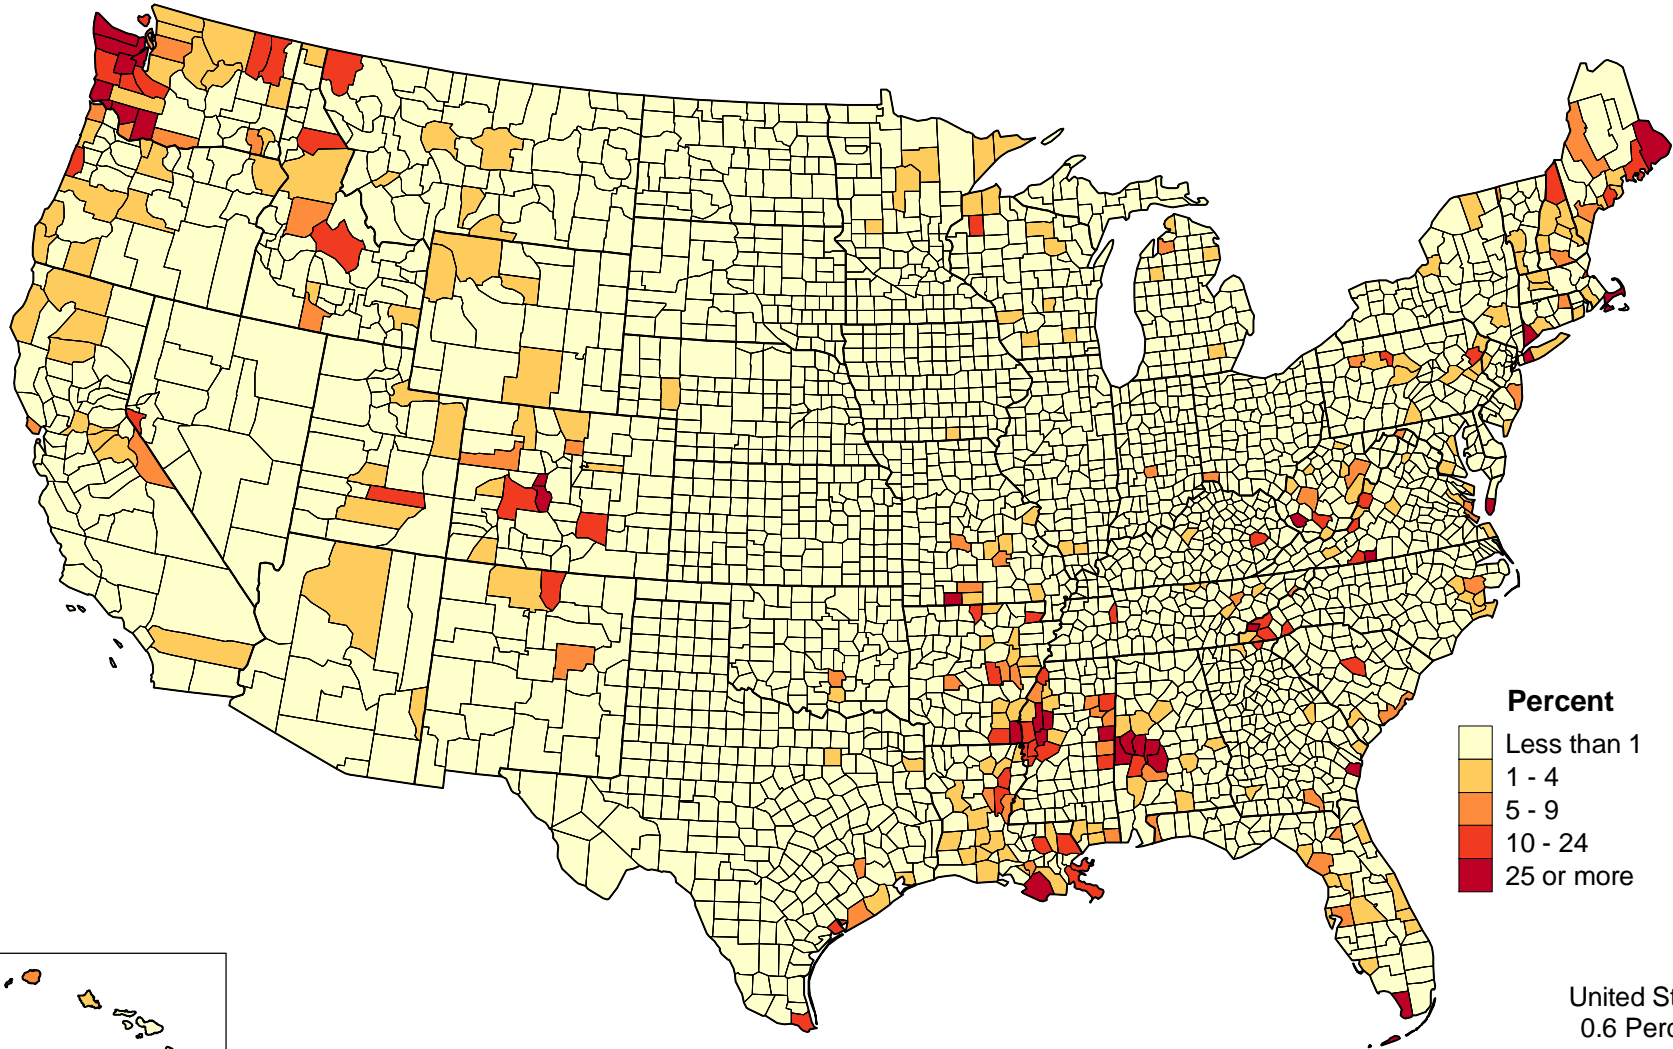 Percent
Less than 1
1 - 4
5 - 9
10 - 24
25 or more
United St
0.6 Perc